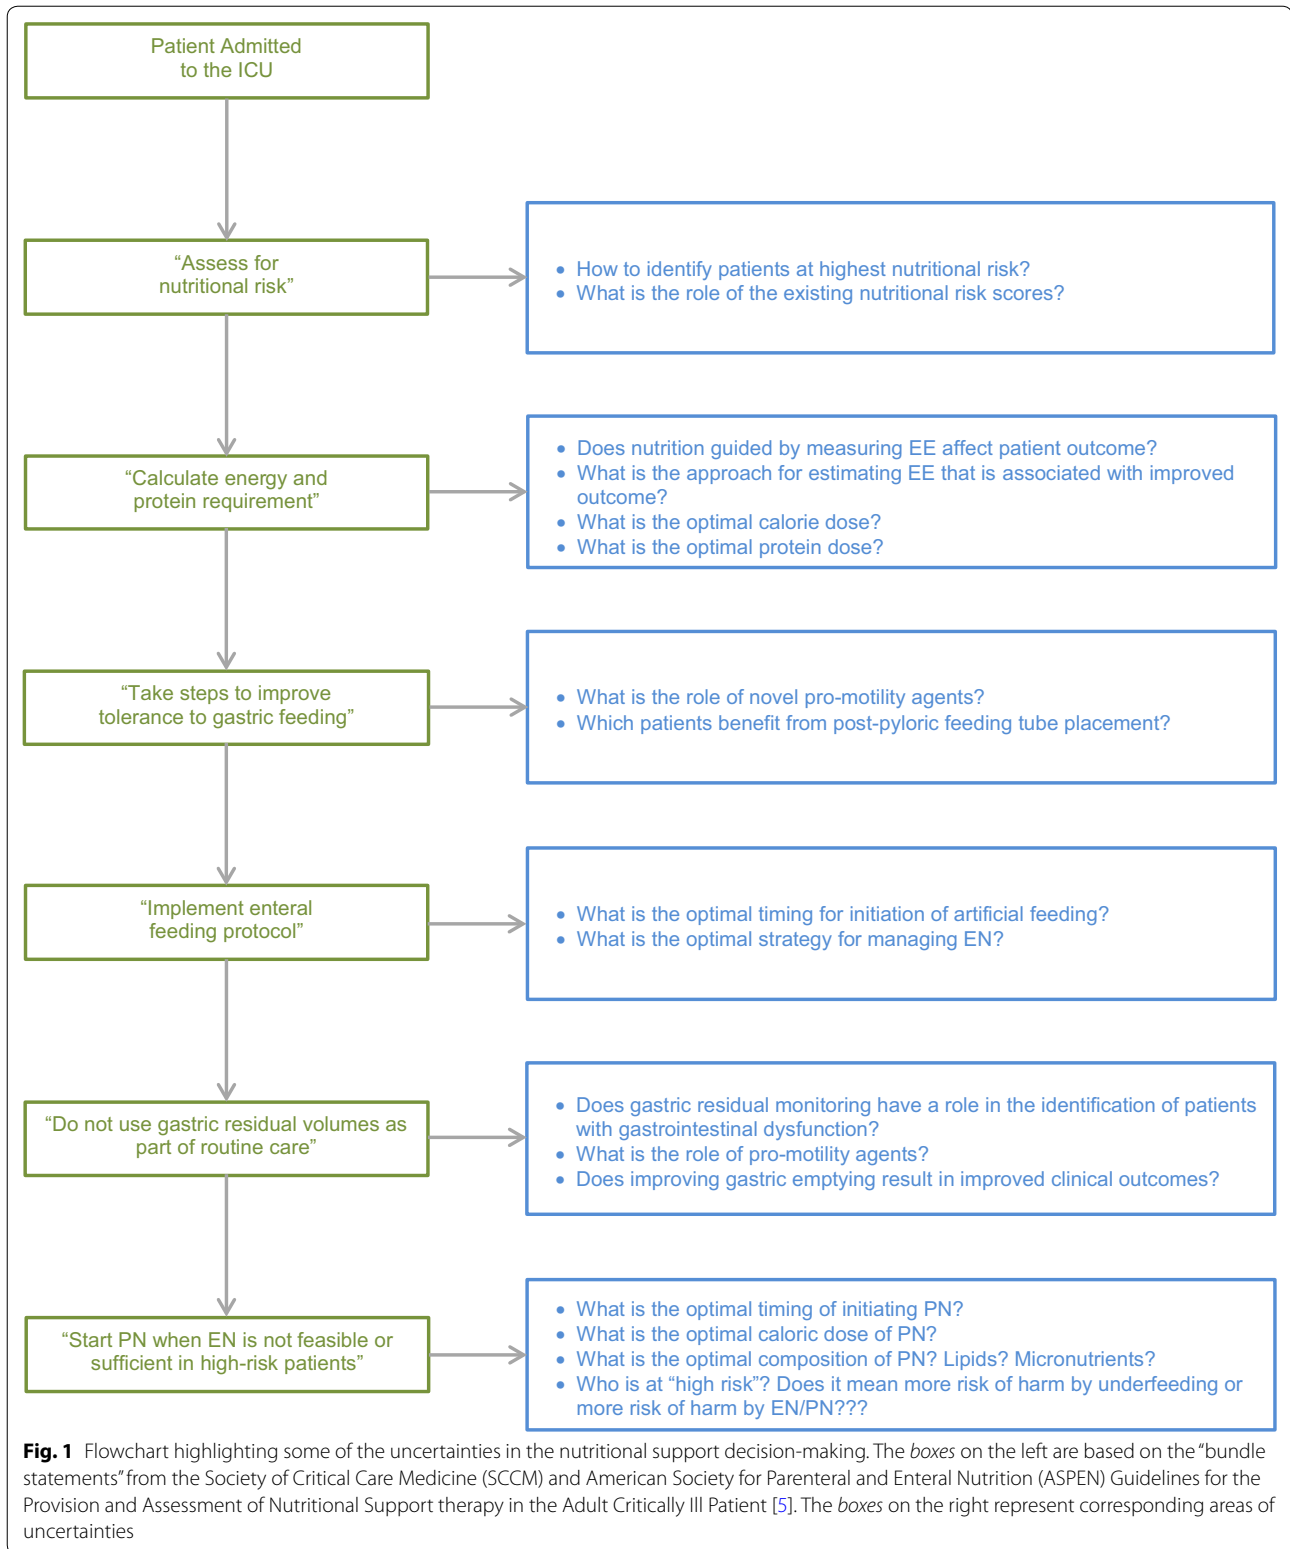 Patient Admitted
to the ICU
“Assess for
nutritional risk”
• How to identify patients at highest nutritional risk?
• What is the role of the existing nutritional risk scores?
“Calculate energy and
protein requirement”
• Does nutrition guided by measuring EE affect patient outcome?
• What is the approach for estimating EE that is associated with improved
outcome?
• What is the optimal calorie dose?
• What is the optimal protein dose?
“Take steps to improve
tolerance to gastric feeding”
• What is the role of novel pro-motility agents?
• Which patients benefit from post-pyloric feeding tube placement?
“Implement enteral
feeding protocol”
• What is the optimal timing for initiation of artificial feeding?
• What is the optimal strategy for managing EN?
“Do not use gastric residual volumes as
part of routine care”
• Does gastric residual monitoring have a role in the identification of patients
with gastrointestinal dysfunction?
• What is the role of pro-motility agents?
• Does improving gastric emptying result in improved clinical outcomes?
“Start PN when EN is not feasible or
sufficient in high-risk patients”
• What is the optimal timing of initiating PN?
• What is the optimal caloric dose of PN?
• What is the optimal composition of PN? Lipids? Micronutrients?
• Who is at “high risk”? Does it mean more risk of harm by underfeeding or
more risk of harm by EN/PN???
Fig. 1 Flowchart highlighting some of the uncertainties in the nutritional support decision-making. The boxes on the left are based on the “bundle
statements” from the Society of Critical Care Medicine (SCCM) and American Society for Parenteral and Enteral Nutrition (ASPEN) Guidelines for the
Provision and Assessment of Nutritional Support therapy in the Adult Critically Ill Patient [5]. The boxes on the right represent corresponding areas of
uncertainties